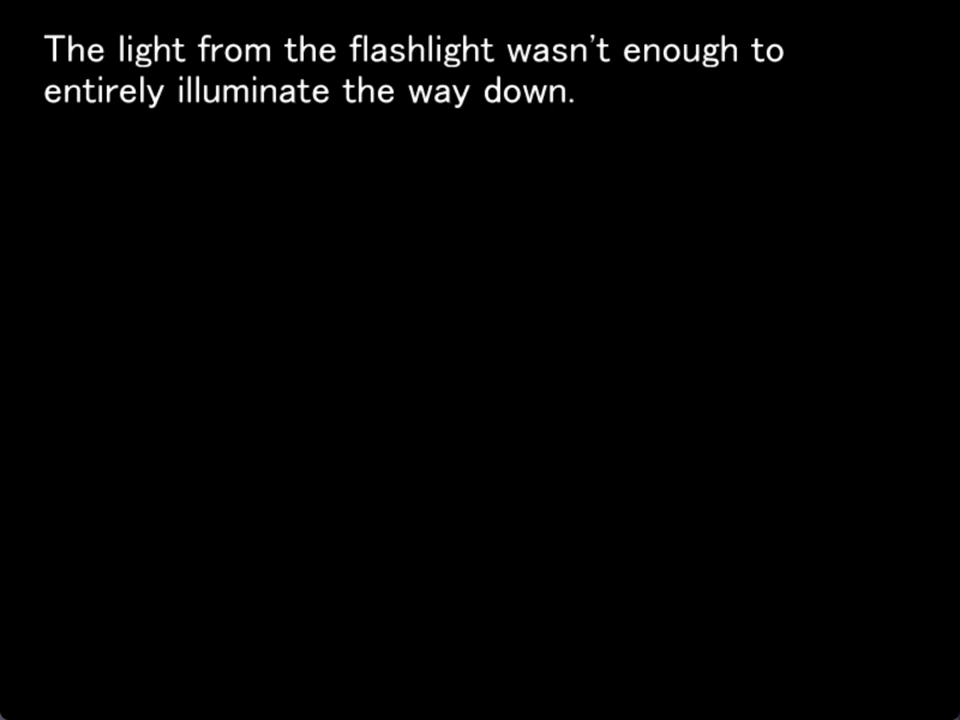 The light from the flashlight wasn't enough to
entirely illuminate the way down.